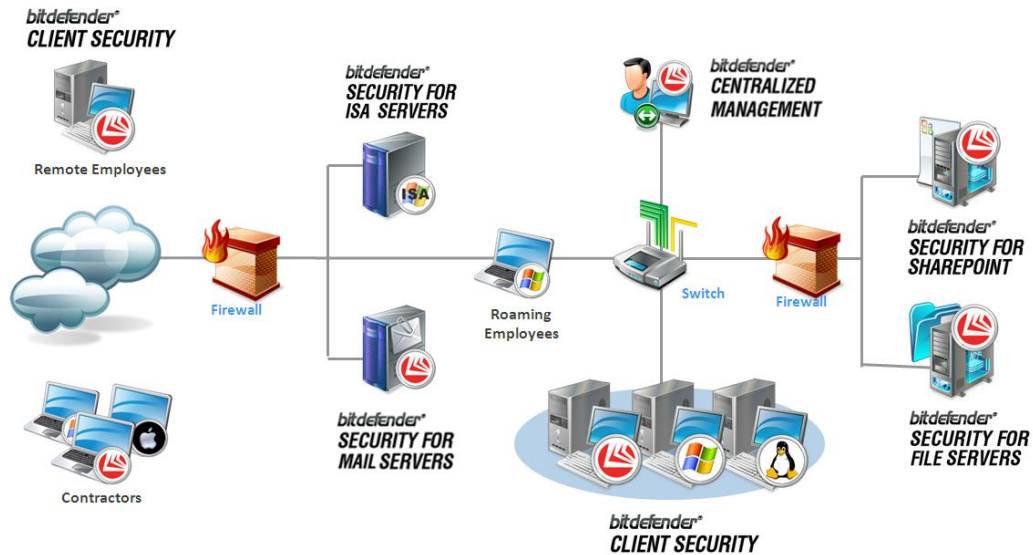 bitdefender®
CLIENT SECURITY
Remote Employees
bitdefender®
SECURITY FOR
ISA SERVERS
ISA
bitdefender®
CENTRALIZED
MANAGEMENT
bitdefender®
SECURITY FOR
SHAREPOINT
Firewall
Roaming
Employees
Switch
Firewall
Contractors
bitdefender®
SECURITY FOR
MAIL SERVERS
bitdefender®
SECURITY FOR
FILE SERVERS
bitdefender®
CLIENT SECURITY